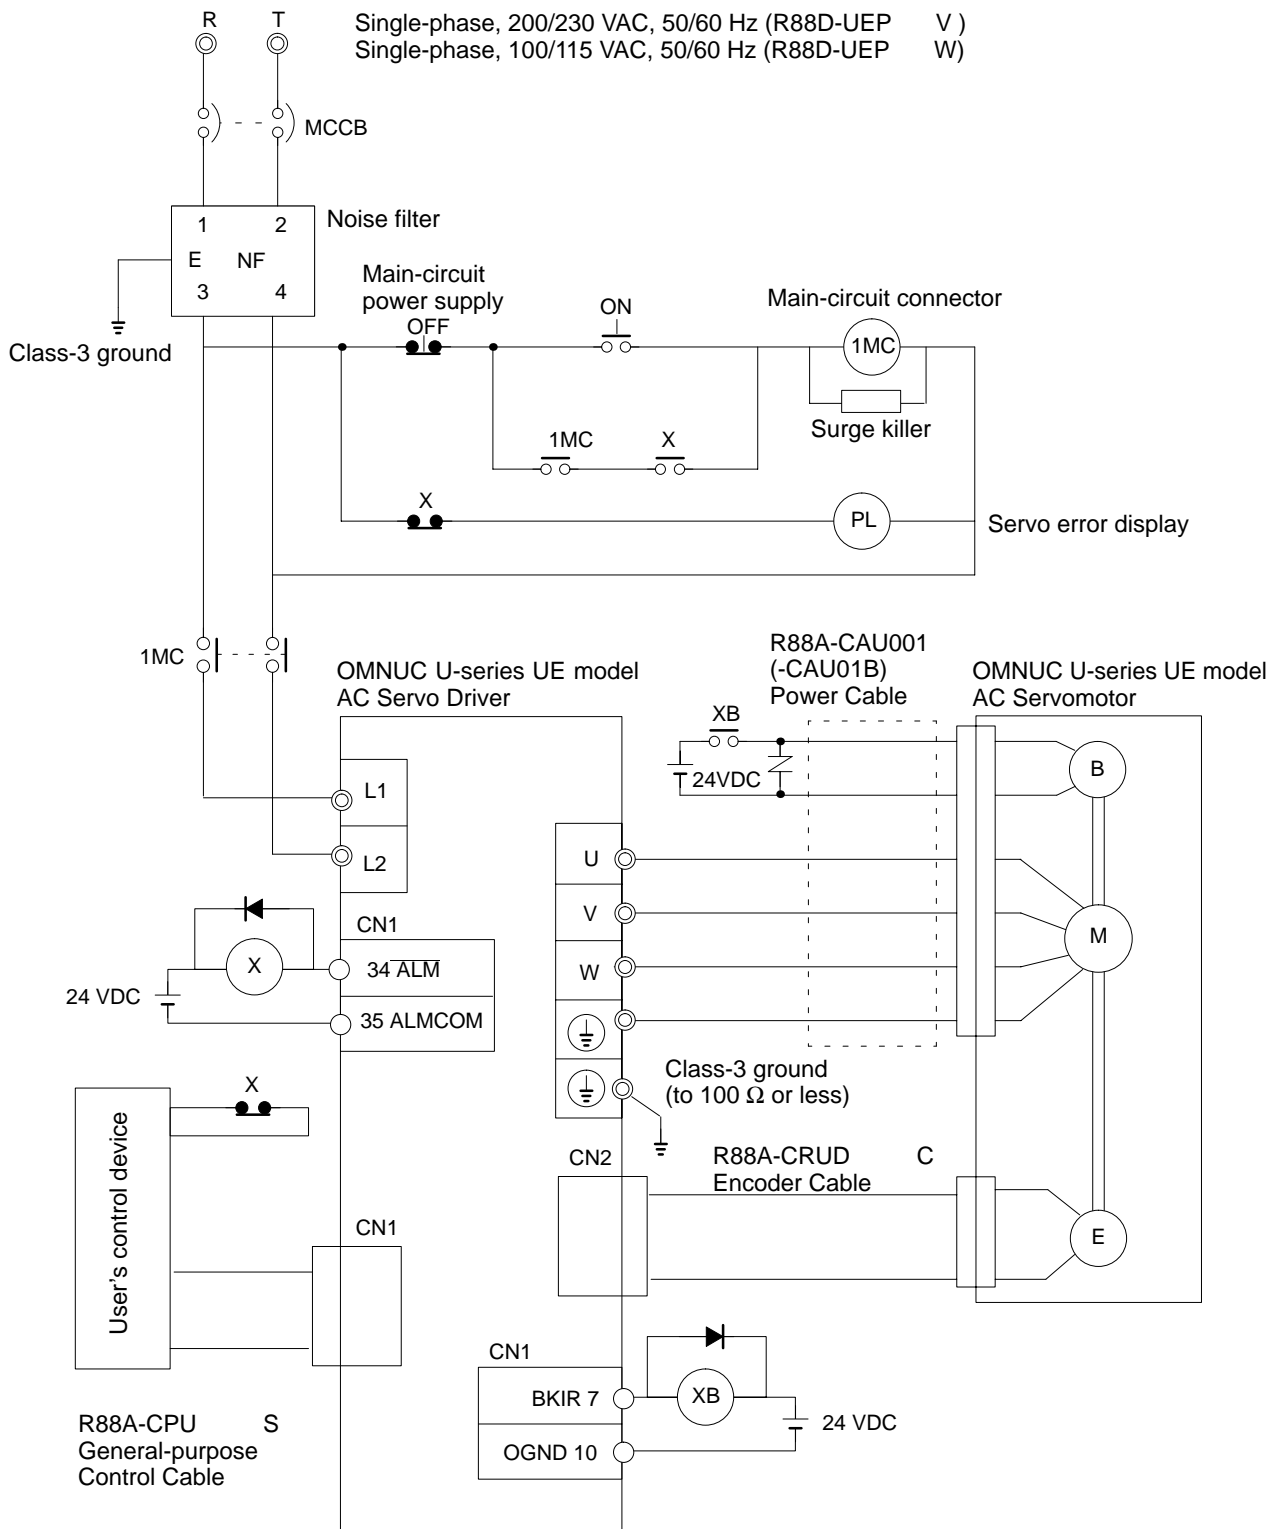 R
T
Single-phase, 200/230 VAC, 50/60 Hz (R88D-UEP V )
Single-phase, 100/115 VAC, 50/60 Hz (R88D-UEP W)
MCCB
1 2
Noise filter
E NF
3 4
Class-3 ground
Main-circuit
power supply
OFF
ON
Main-circuit connector
1MC
Surge killer
1MC
X
X
PL
Servo error display
1MC
OMNUC U-series UE model
AC Servo Driver
R88A-CAU001
(-CAU01B)
Power Cable
OMNUC U-series UE model
AC Servomotor
XB
24VDC
B
L1
L2
U
V
W
M
CN1
X
34 ALM
24 VDC
35 ALMCOM
Class-3 ground
(to 100 Ω or less)
X
User's control device
CN1
CN2
R88A-CRUD C
Encoder Cable
E
CN1
BKIR 7
XB
24 VDC
OGND 10
R88A-CPU S
General-purpose
Control Cable